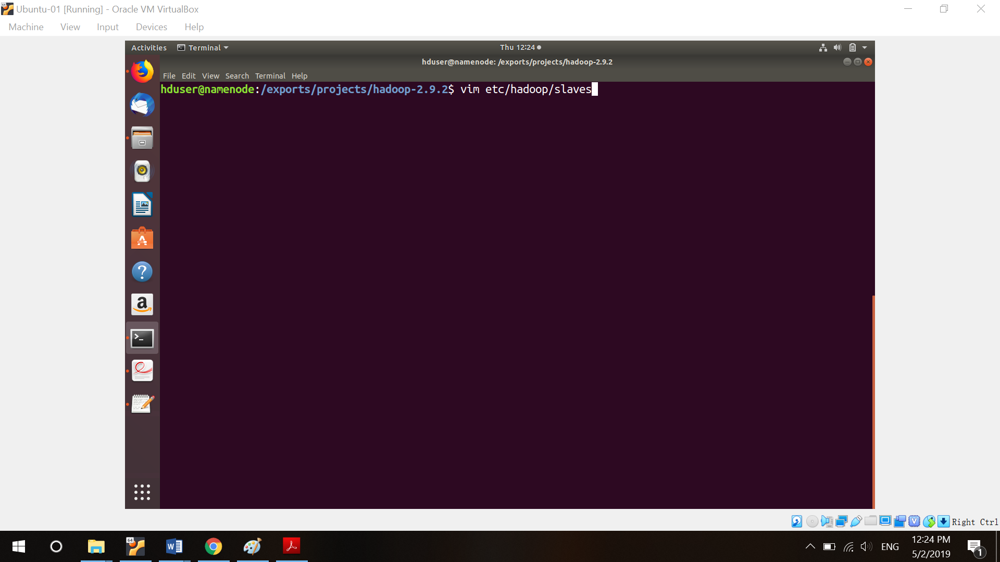 Ubuntu-01 [Running] - Oracle VM VirtualBox
Machine View Input Devices Help
Activities Terminal Thu 12:24
hduser@namenode: /exports/projects/hadoop-2.9.2
File Edit View Search Terminal Help
hduser@namenode:/exports/projects/hadoop-2.9.2$ vim etc/hadoop/slaves
Right Ctrl
12:24 PM
ENG
5/2/2019
1